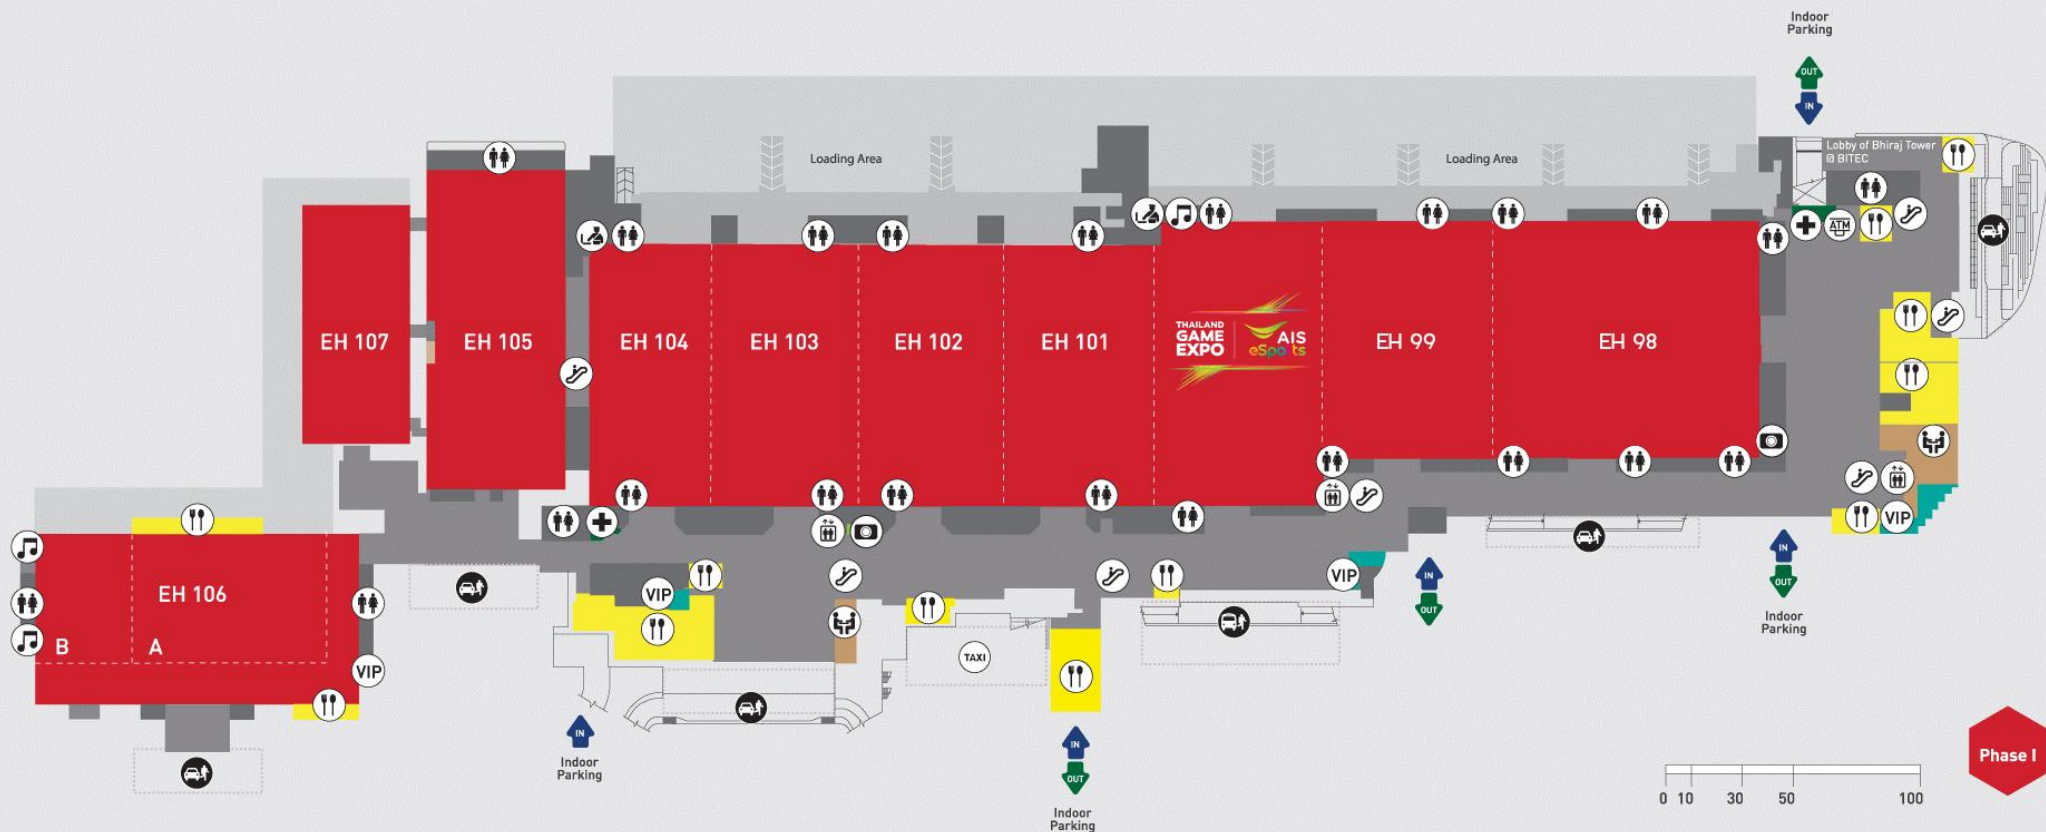 Indoor
Parking
OUT
IN
Loading Area
Loading Area
Lobby of Bhiraj Tower
@ BITEC
ATM
EH 107
EH 105
EH 104
EH 103
EH 102
EH 101
THAILAND
GAME
EXPO
AIS
eSports
EH 99
EH 98
EH 106
B
A
VIP
VIP
VIP
VIP
TAXI
IN
OUT
IN
OUT
Indoor
Parking
IN
Indoor
Parking
IN
OUT
Indoor
Parking
0 10 30 50 100
Phase I